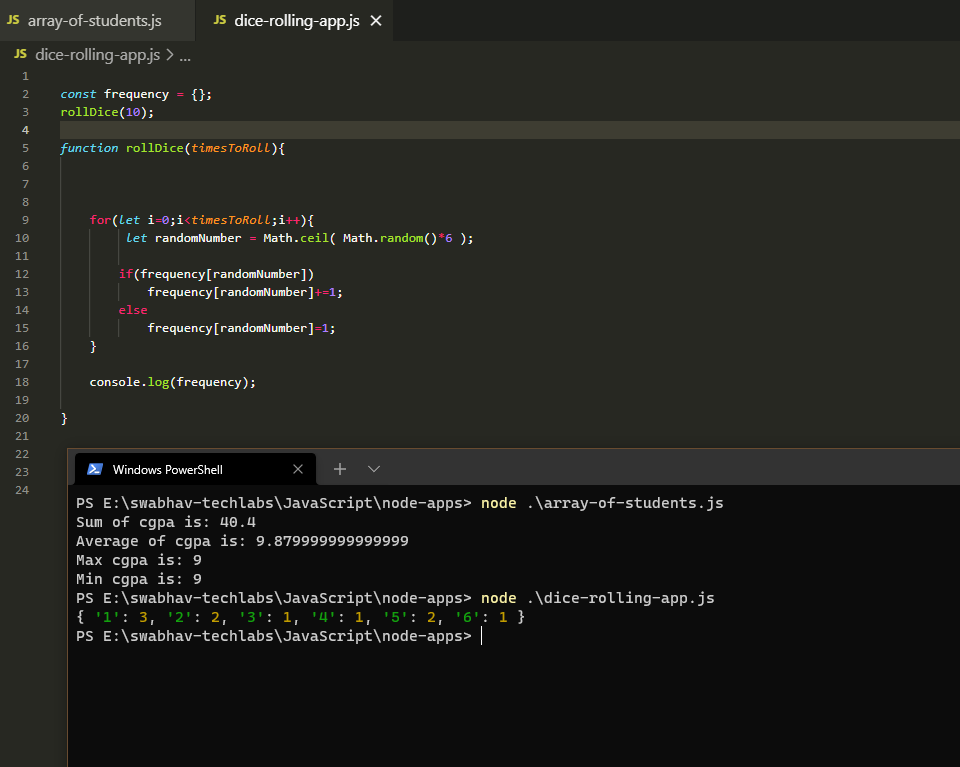 JS array-of-students.js JS dice-rolling-app.js ×
JS dice-rolling-app.js > ...
1
2 const frequency = {};
3 rollDice(10);
4
5 function rollDice(timesToRoll){
6
7
8
9 for(let i=0;i<timesToRoll;i++){
10 let randomNumber = Math.ceil( Math.random()*6 );
11
12 if(frequency[randomNumber])
13 frequency[randomNumber]+=1;
14 else
15 frequency[randomNumber]=1;
16 }
17
18 console.log(frequency);
19
20 }
21
22
23
24
Windows PowerShell × +
PS E:\swabhav-techlabs\JavaScript\node-apps> node .\array-of-students.js
Sum of cgpa is: 40.4
Average of cgpa is: 9.879999999999999
Max cgpa is: 9
Min cgpa is: 9
PS E:\swabhav-techlabs\JavaScript\node-apps> node .\dice-rolling-app.js
{ '1': 3, '2': 2, '3': 1, '4': 1, '5': 2, '6': 1 }
PS E:\swabhav-techlabs\JavaScript\node-apps>